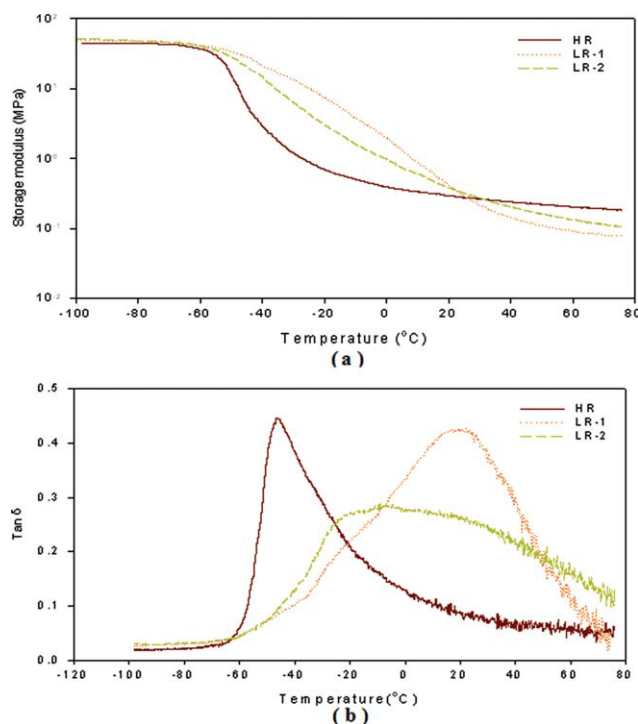 10²
HR
LR-1
LR-2
10¹
Storage modulus (MPa)
10⁰
10⁻¹
10⁻²
-100 -80 -60 -40 -20 0 20 40 60 80
Temperature (°C)
( a )
0.5
HR
LR-1
LR-2
0.4
0.3
Tan δ
0.2
0.1
0.0
-120 -100 -80 -60 -40 -20 0 20 40 60 80
Temperature(°C)
( b )